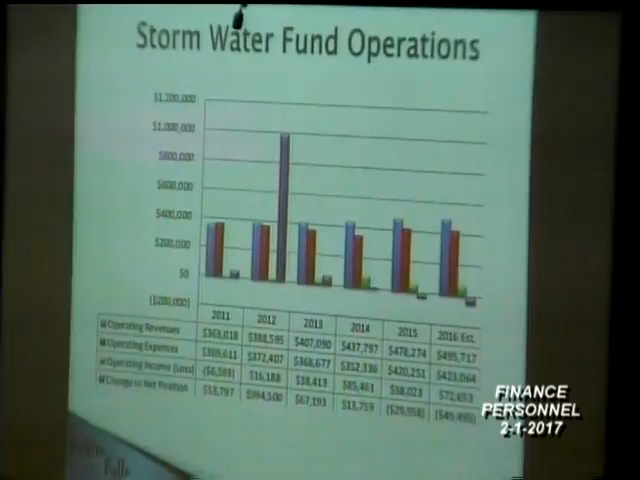 Storm Water Fund Operations
$1,200,000
$1,000,000
$800,000
$600,000
$400,000
$200,000
$0
($200,000)
2011 2012 2013 2014 2015 2016 Est.
Operating Revenues $363,018 $388,595 $407,090 $437,797 $478,274 $495,717
Operating Expenses $369,611 $372,407 $368,677 $352,336 $420,251 $423,064
Operating Income (Loss) ($6,593) $16,188 $38,413 $85,461 $58,023 $72,653
Change in Net Position $53,797 $994,500 $67,193 $13,759
Falls
FINANCE
PERSONNEL
2-1-2017